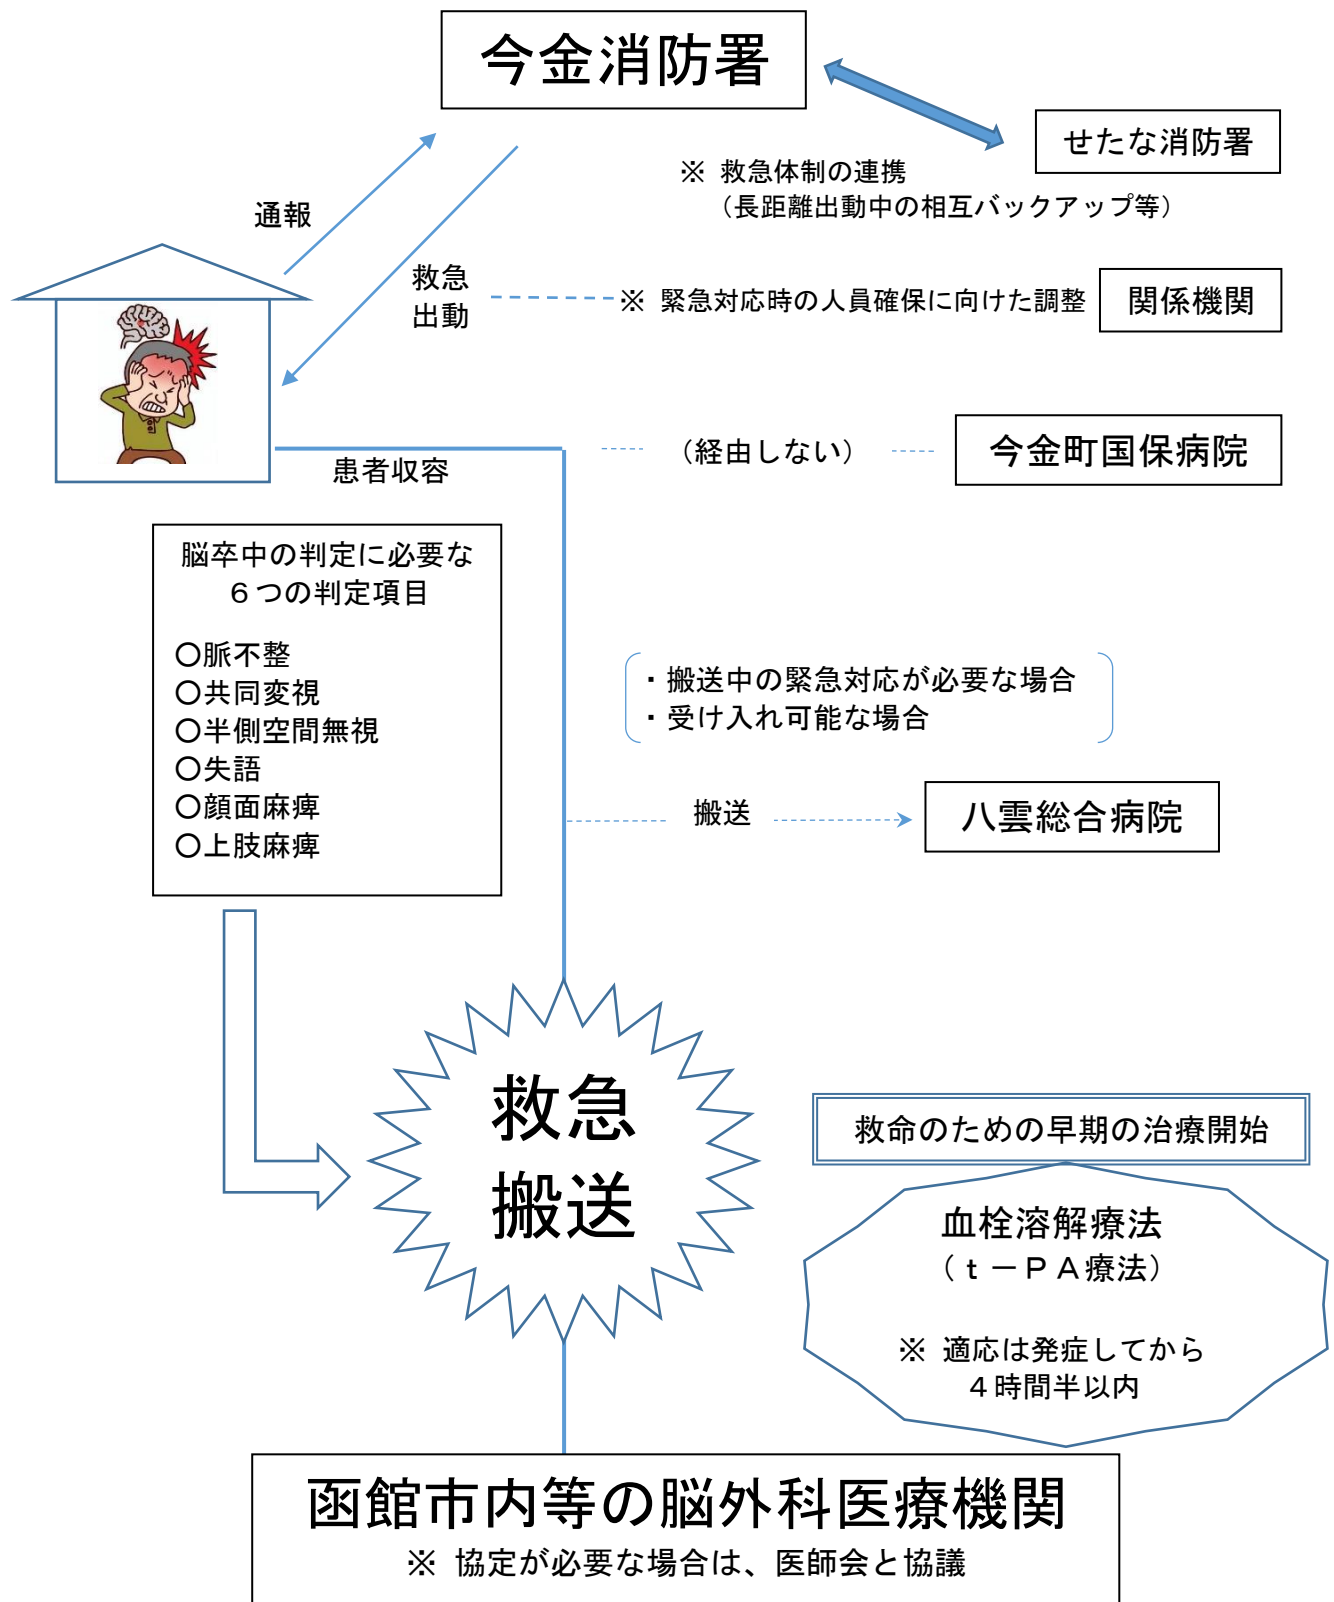 今金消防署
せたな消防署
※ 救急体制の連携
（長距離出動中の相互バックアップ等）
通報
救急
出動
※ 緊急対応時の人員確保に向けた調整
関係機関
（経由しない）
今金町国保病院
患者収容
脳卒中の判定に必要な
６つの判定項目
○脈不整
○共同変視
○半側空間無視
○失語
○顔面麻痺
○上肢麻痺
・搬送中の緊急対応が必要な場合
・受け入れ可能な場合
搬送
八雲総合病院
救急
搬送
救命のための早期の治療開始
血栓溶解療法
（ｔ－ＰＡ療法）
※ 適応は発症してから
４時間半以内
函館市内等の脳外科医療機関
※ 協定が必要な場合は、医師会と協議